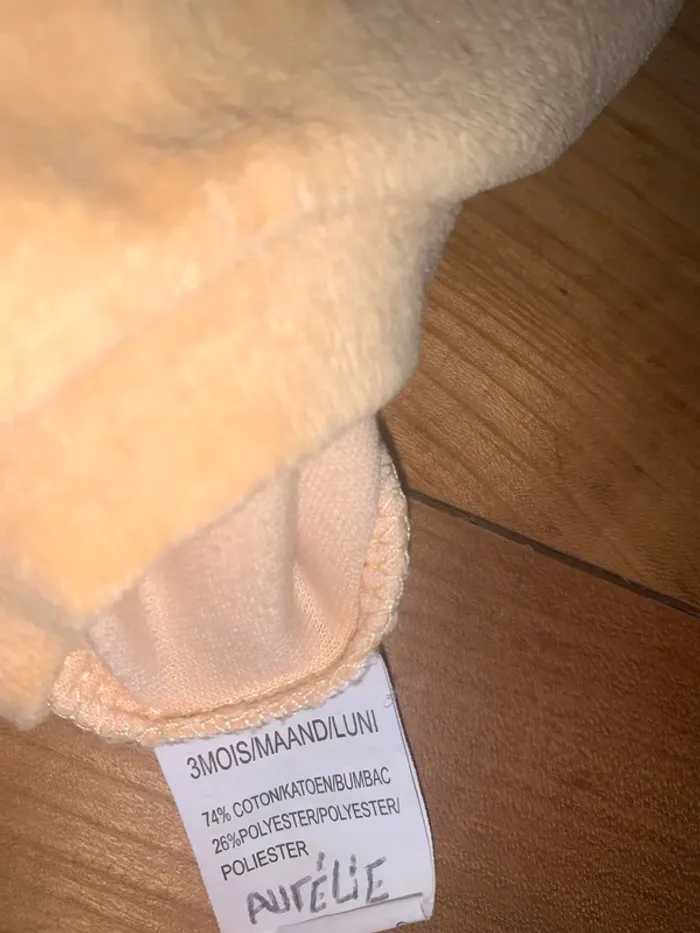 3MOIS/MAAND/LUNI
74% COTON/KATOEN/BUMBAC
26%POLYESTER/POLYESTER/
POLIESTER
AURÉLIE